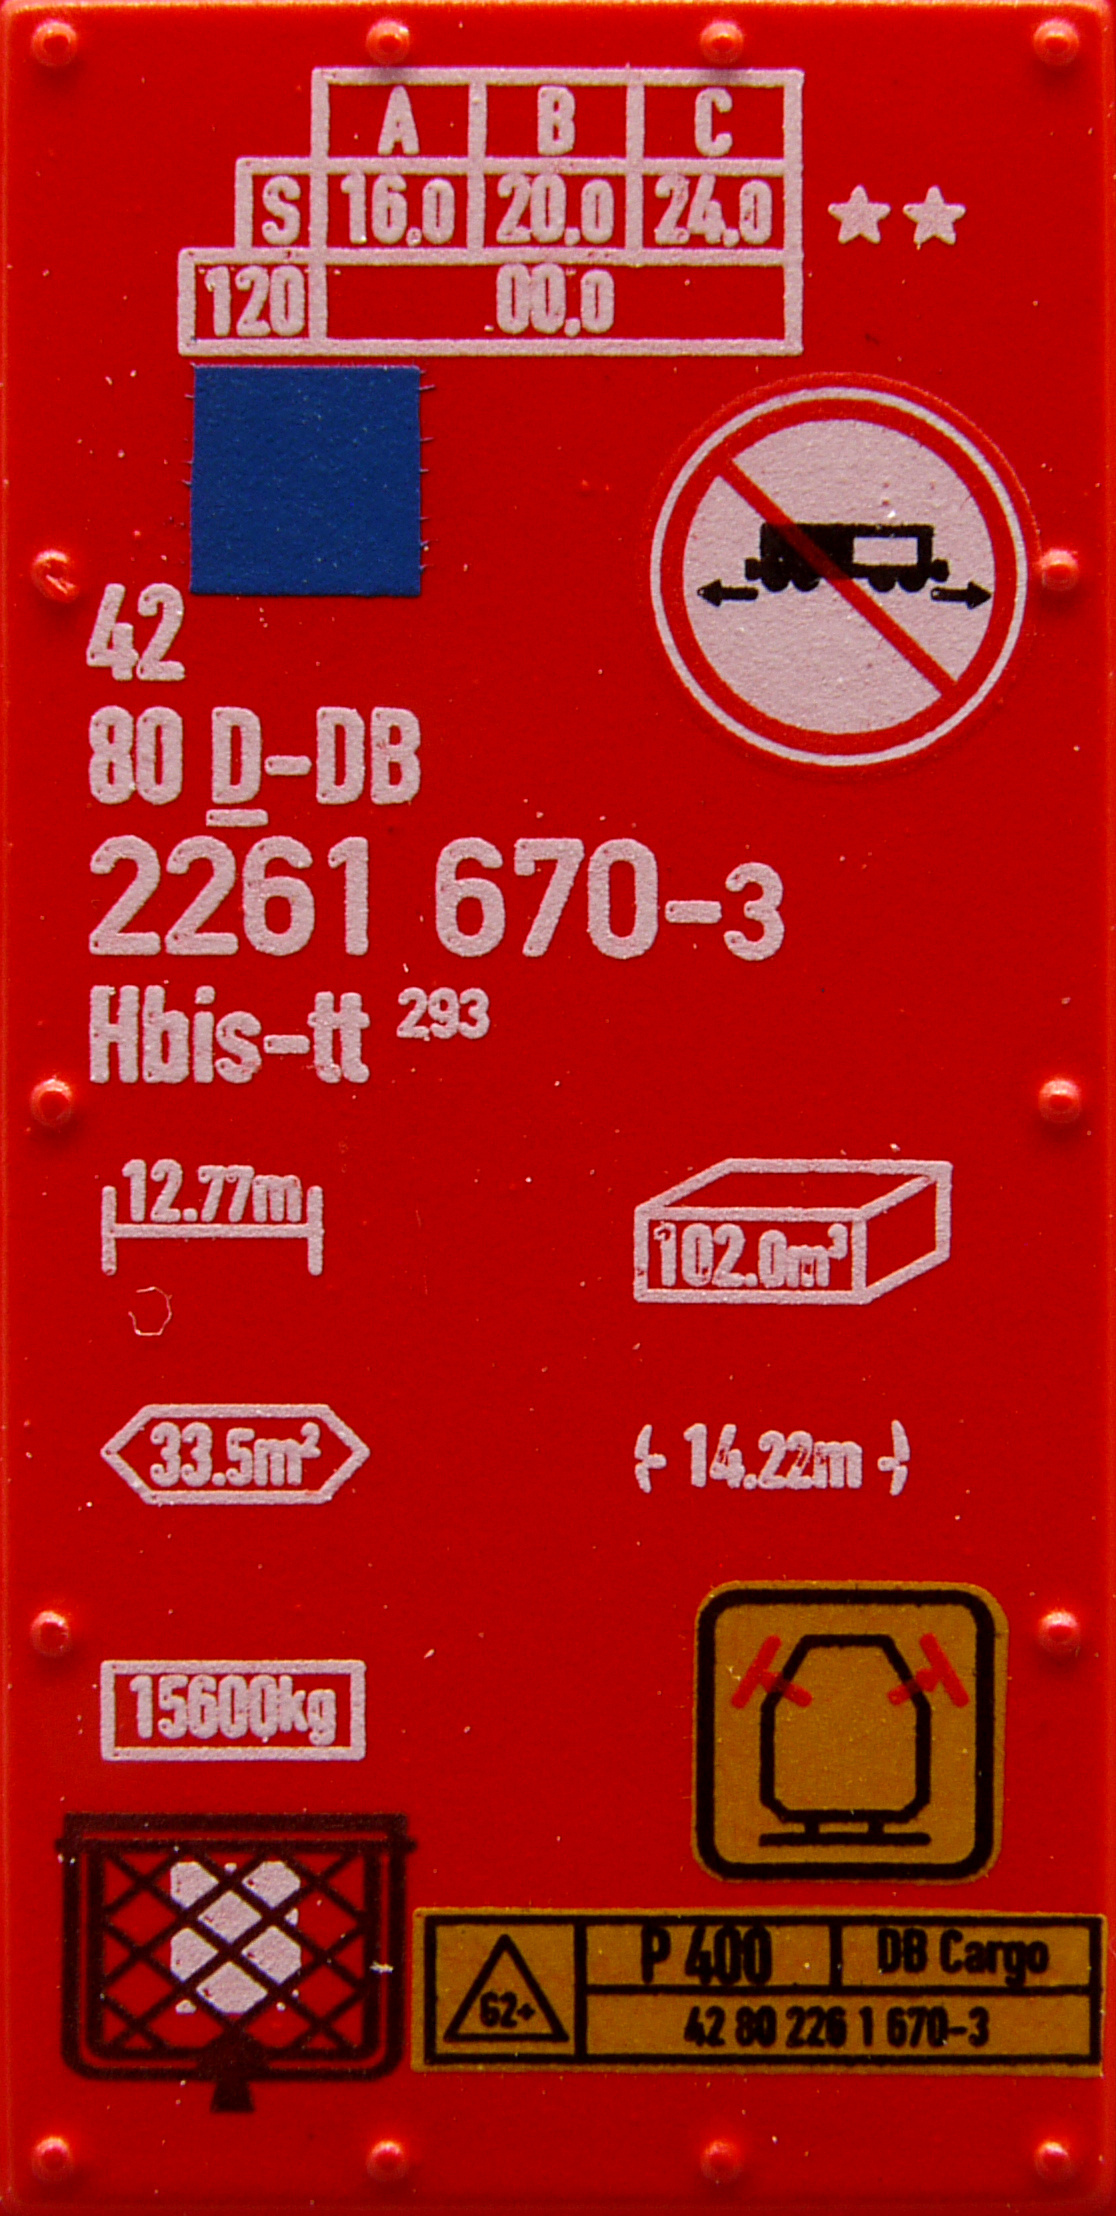 A B C
S 16.0 20.0 24.0 ★★
120 00.0
42
80 D-DB
2261 670-3
Hbis-tt 293
12.77m
102.0m³
33.5m²
14.22m
15600kg
P 400 DB Cargo
62+
42 80 226 1 670-3